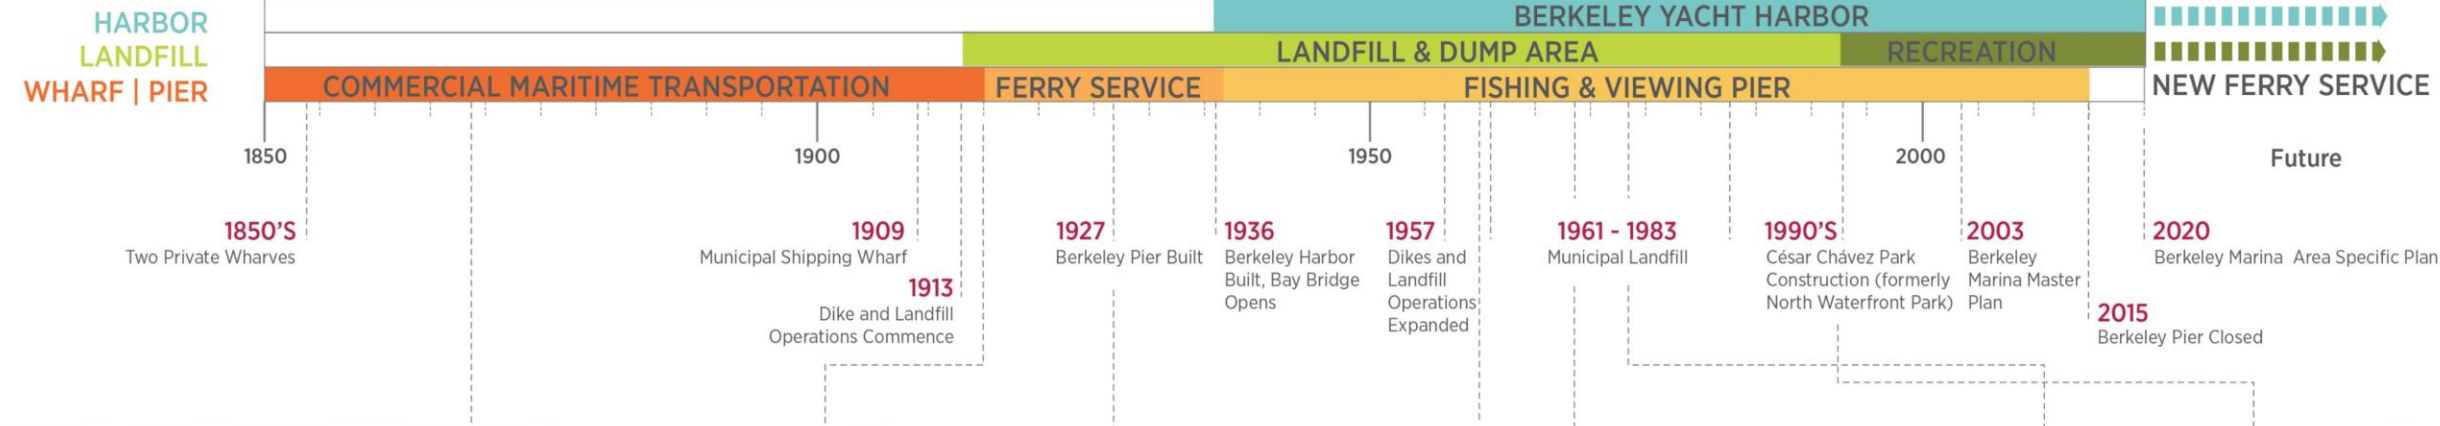 HARBOR
BERKELEY YACHT HARBOR
LANDFILL
LANDFILL & DUMP AREA
RECREATION
WHARF | PIER
COMMERCIAL MARITIME TRANSPORTATION
FERRY SERVICE
FISHING & VIEWING PIER
NEW FERRY SERVICE
1850
1900
1950
2000
Future
1850'S
Two Private Wharves
1909
Municipal Shipping Wharf
1913
Dike and Landfill
Operations Commence
1927
Berkeley Pier Built
1936
Berkeley Harbor
Built, Bay Bridge
Opens
1957
Dikes and
Landfill
Operations
Expanded
1961 - 1983
Municipal Landfill
1990'S
César Chávez Park
Construction (formerly
North Waterfront Park)
2003
Berkeley
Marina Master
Plan
2015
Berkeley Pier Closed
2020
Berkeley Marina Area Specific Plan